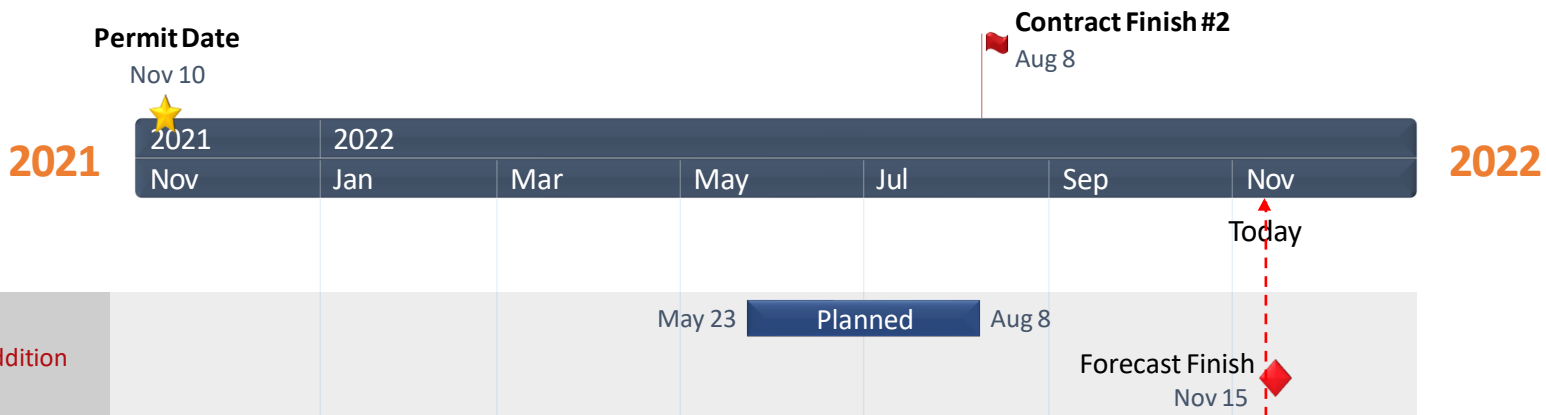 Permit Date
Nov 10
Contract Finish #2
Aug 8
2021
2021 2022
Nov Jan Mar May Jul Sep Nov
2022
Today
May 23 Planned Aug 8
ddition
Forecast Finish
Nov 15